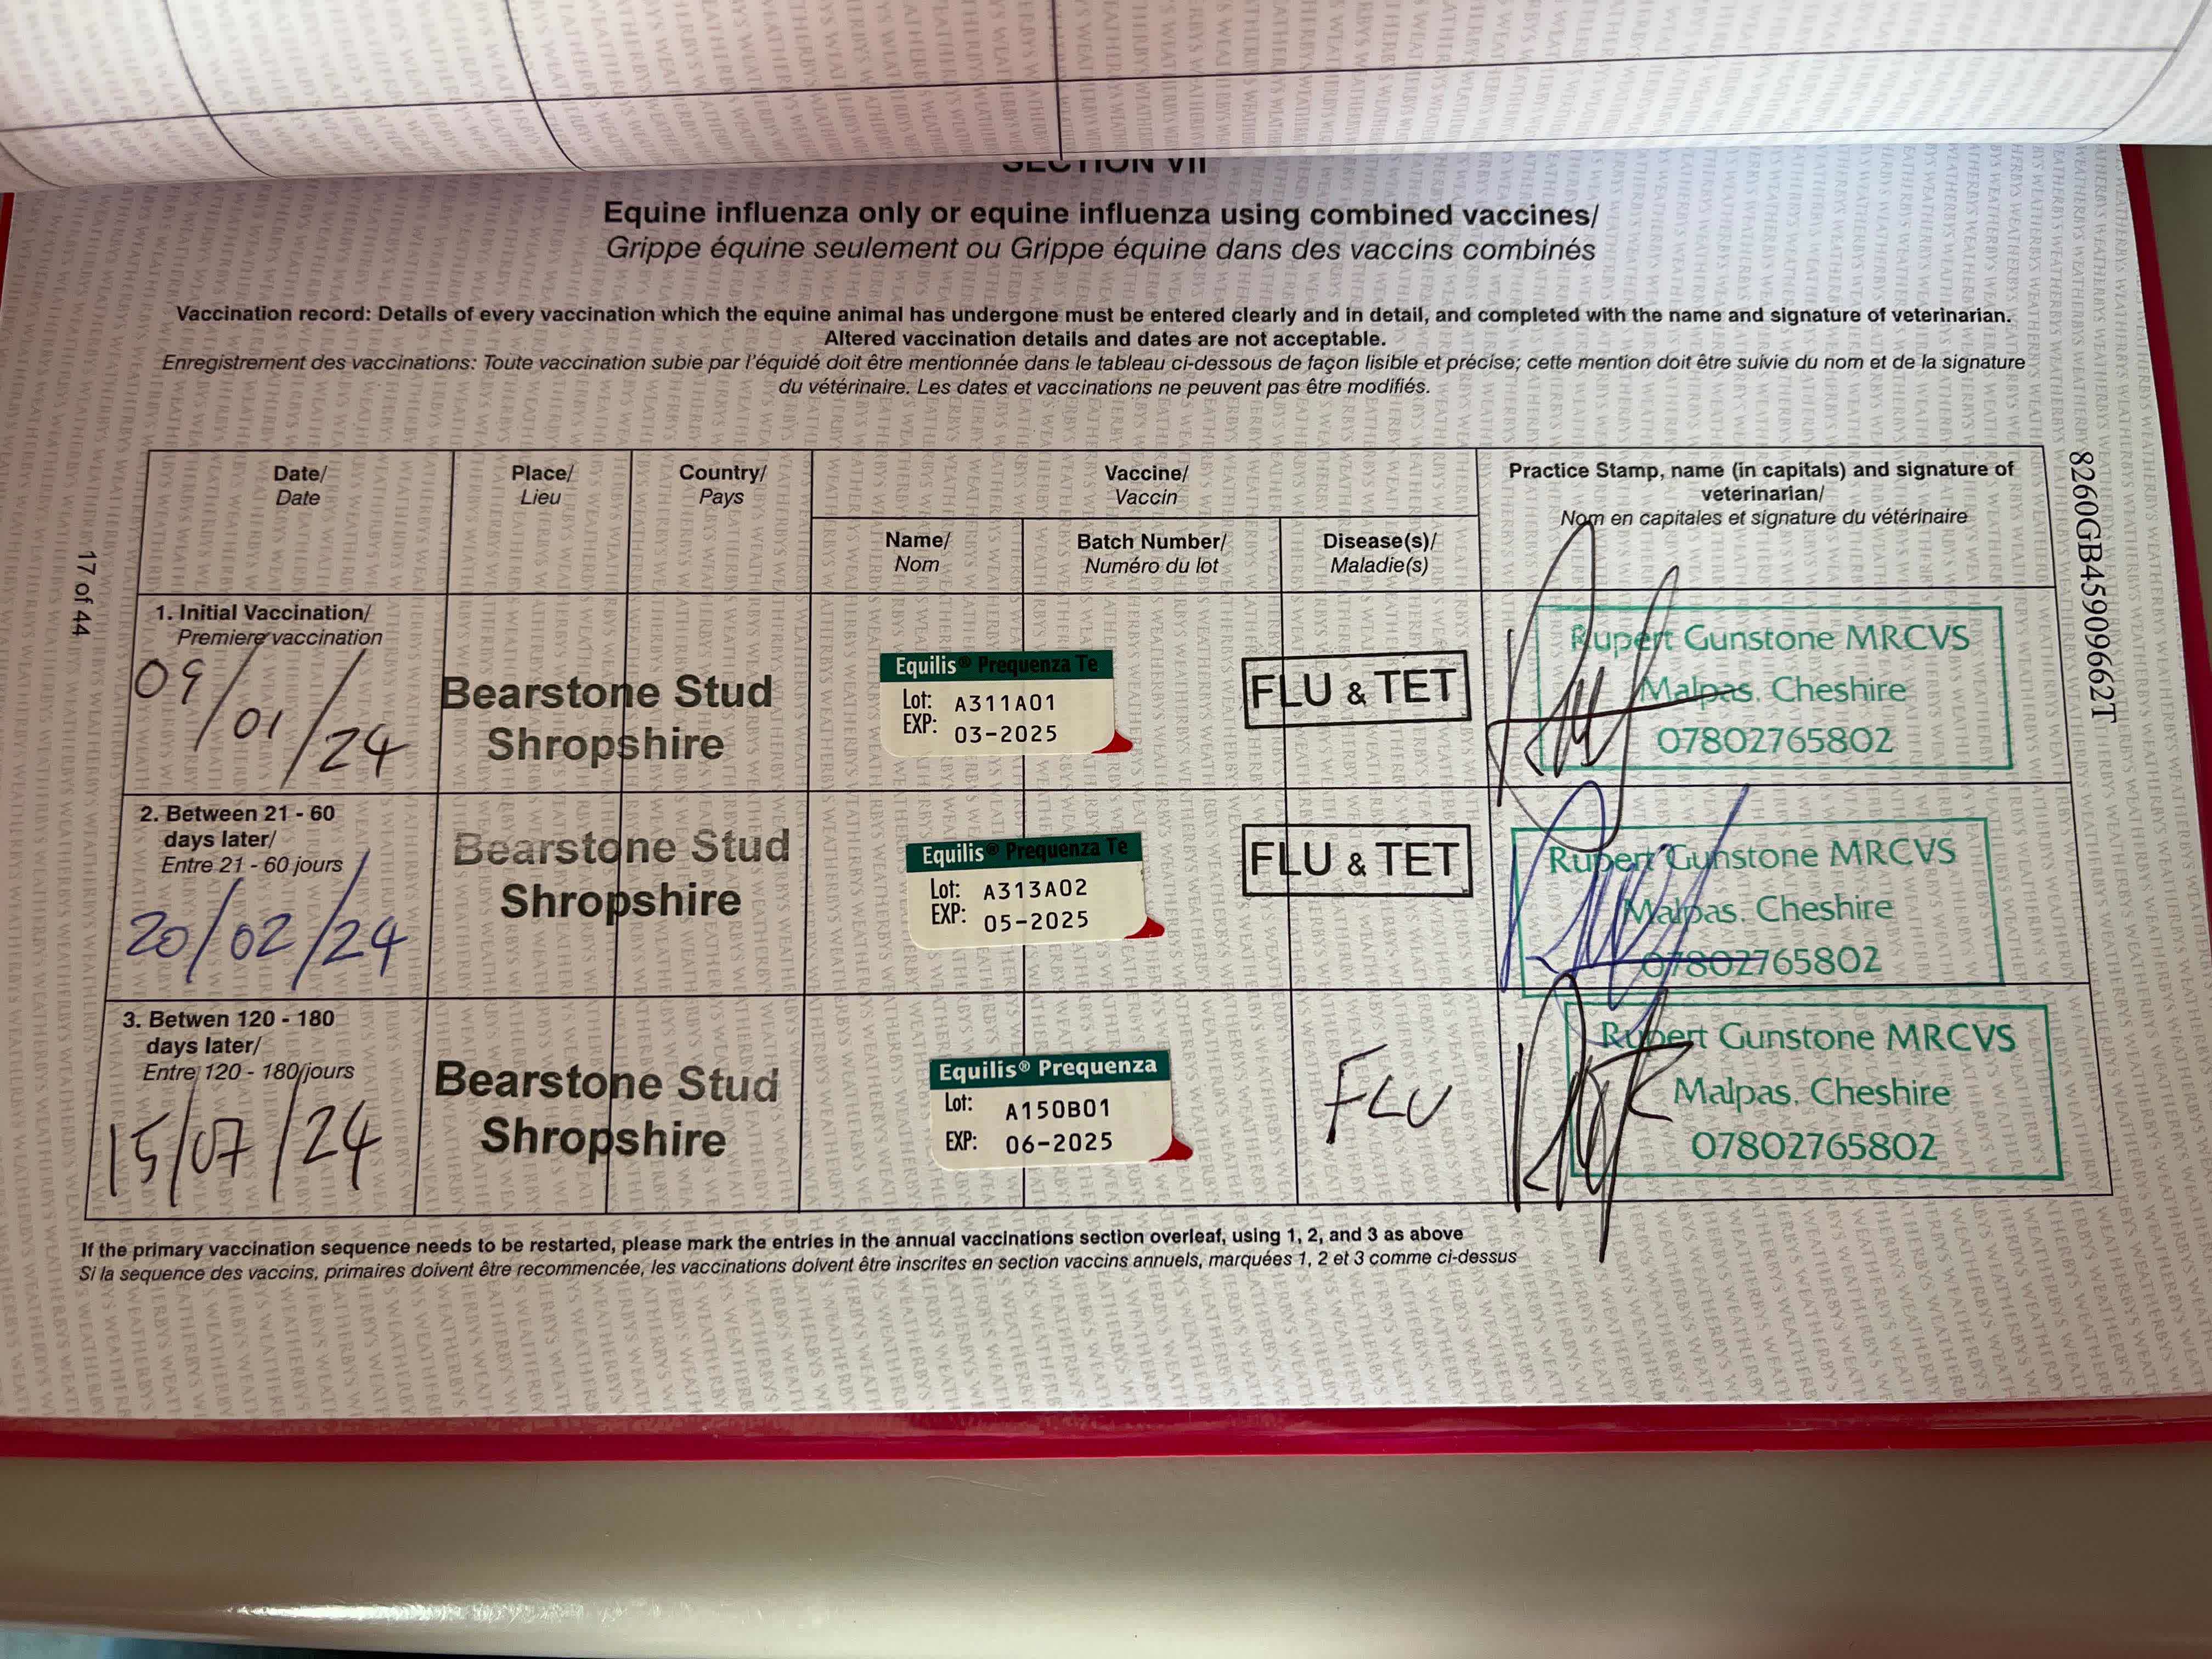 SECTION VII
Equine influenza only or equine influenza using combined vaccines/
Grippe équine seulement ou Grippe équine dans des vaccins combinés
Vaccination record: Details of every vaccination which the equine animal has undergone must be entered clearly and in detail, and completed with the name and signature of veterinarian.
Altered vaccination details and dates are not acceptable.
Enregistrement des vaccinations: Toute vaccination subie par l'équidé doit être mentionnée dans le tableau ci-dessous de façon lisible et précise; cette mention doit être suivie du nom et de la signature
du vétérinaire. Les dates et vaccinations ne peuvent pas être modifiés.
Date/
Date
Place/
Lieu
Country/
Pays
Vaccine/
Vaccin
Practice Stamp, name (in capitals) and signature of
veterinarian/
Nom en capitales et signature du vétérinaire
Name/
Nom
Batch Number/
Numéro du lot
Disease(s)/
Maladie(s)
1. Initial Vaccination/
Premiere vaccination
09/01/24
Bearstone Stud
Shropshire
Equilis® Prequenza Te
Lot: A311A01
EXP: 03-2025
FLU & TET
Rupert Gunstone MRCVS
Malpas. Cheshire
07802765802
2. Between 21 - 60
days later/
Entre 21 - 60 jours
20/02/24
Bearstone Stud
Shropshire
Equilis® Prequenza Te
Lot: A313A02
EXP: 05-2025
FLU & TET
Rupert Gunstone MRCVS
Malpas. Cheshire
07802765802
3. Betwen 120 - 180
days later/
Entre 120 - 180 jours
15/07/24
Bearstone Stud
Shropshire
Equilis® Prequenza
Lot: A150B01
EXP: 06-2025
FLU
Rupert Gunstone MRCVS
Malpas. Cheshire
07802765802
If the primary vaccination sequence needs to be restarted, please mark the entries in the annual vaccinations section overleaf, using 1, 2, and 3 as above
Si la sequence des vaccins, primaires doivent être recommencée, les vaccinations doivent être inscrites en section vaccins annuels, marquées 1, 2 et 3 comme ci-dessus
17 of 44
8260GB45909662T
WEATHERBYS